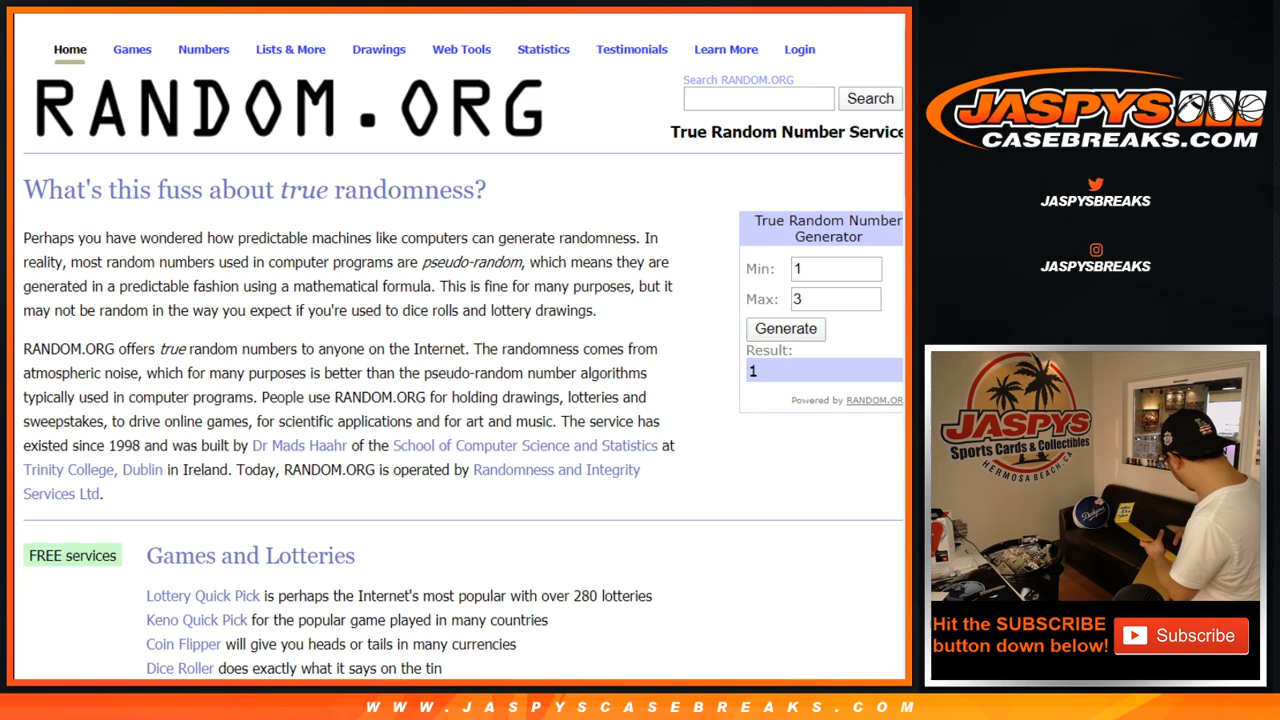 Home Games Numbers Lists & More Drawings Web Tools Statistics Testimonials Learn More Login
RANDOM.ORG
Search RANDOM.ORG
Search
True Random Number Service
What's this fuss about true randomness?
Perhaps you have wondered how predictable machines like computers can generate randomness. In
reality, most random numbers used in computer programs are pseudo-random, which means they are
generated in a predictable fashion using a mathematical formula. This is fine for many purposes, but it
may not be random in the way you expect if you're used to dice rolls and lottery drawings.
RANDOM.ORG offers true random numbers to anyone on the Internet. The randomness comes from
atmospheric noise, which for many purposes is better than the pseudo-random number algorithms
typically used in computer programs. People use RANDOM.ORG for holding drawings, lotteries and
sweepstakes, to drive online games, for scientific applications and for art and music. The service has
existed since 1998 and was built by Dr Mads Haahr of the School of Computer Science and Statistics at
Trinity College, Dublin in Ireland. Today, RANDOM.ORG is operated by Randomness and Integrity
Services Ltd.
True Random Number
Generator
Min: 1
Max: 3
Generate
Result:
1
Powered by RANDOM.OR
FREE services
Games and Lotteries
Lottery Quick Pick is perhaps the Internet's most popular with over 280 lotteries
Keno Quick Pick for the popular game played in many countries
Coin Flipper will give you heads or tails in many currencies
Dice Roller does exactly what it says on the tin
JASPYS
CASEBREAKS.COM
JASPYSBREAKS
JASPYSBREAKS
JASPYS
Sports Cards & Collectibles
HERMOSA BEACH, CA
Dodgers
Hit the SUBSCRIBE
button down below!
Subscribe
WWW.JASPYSCASEBREAKS.COM